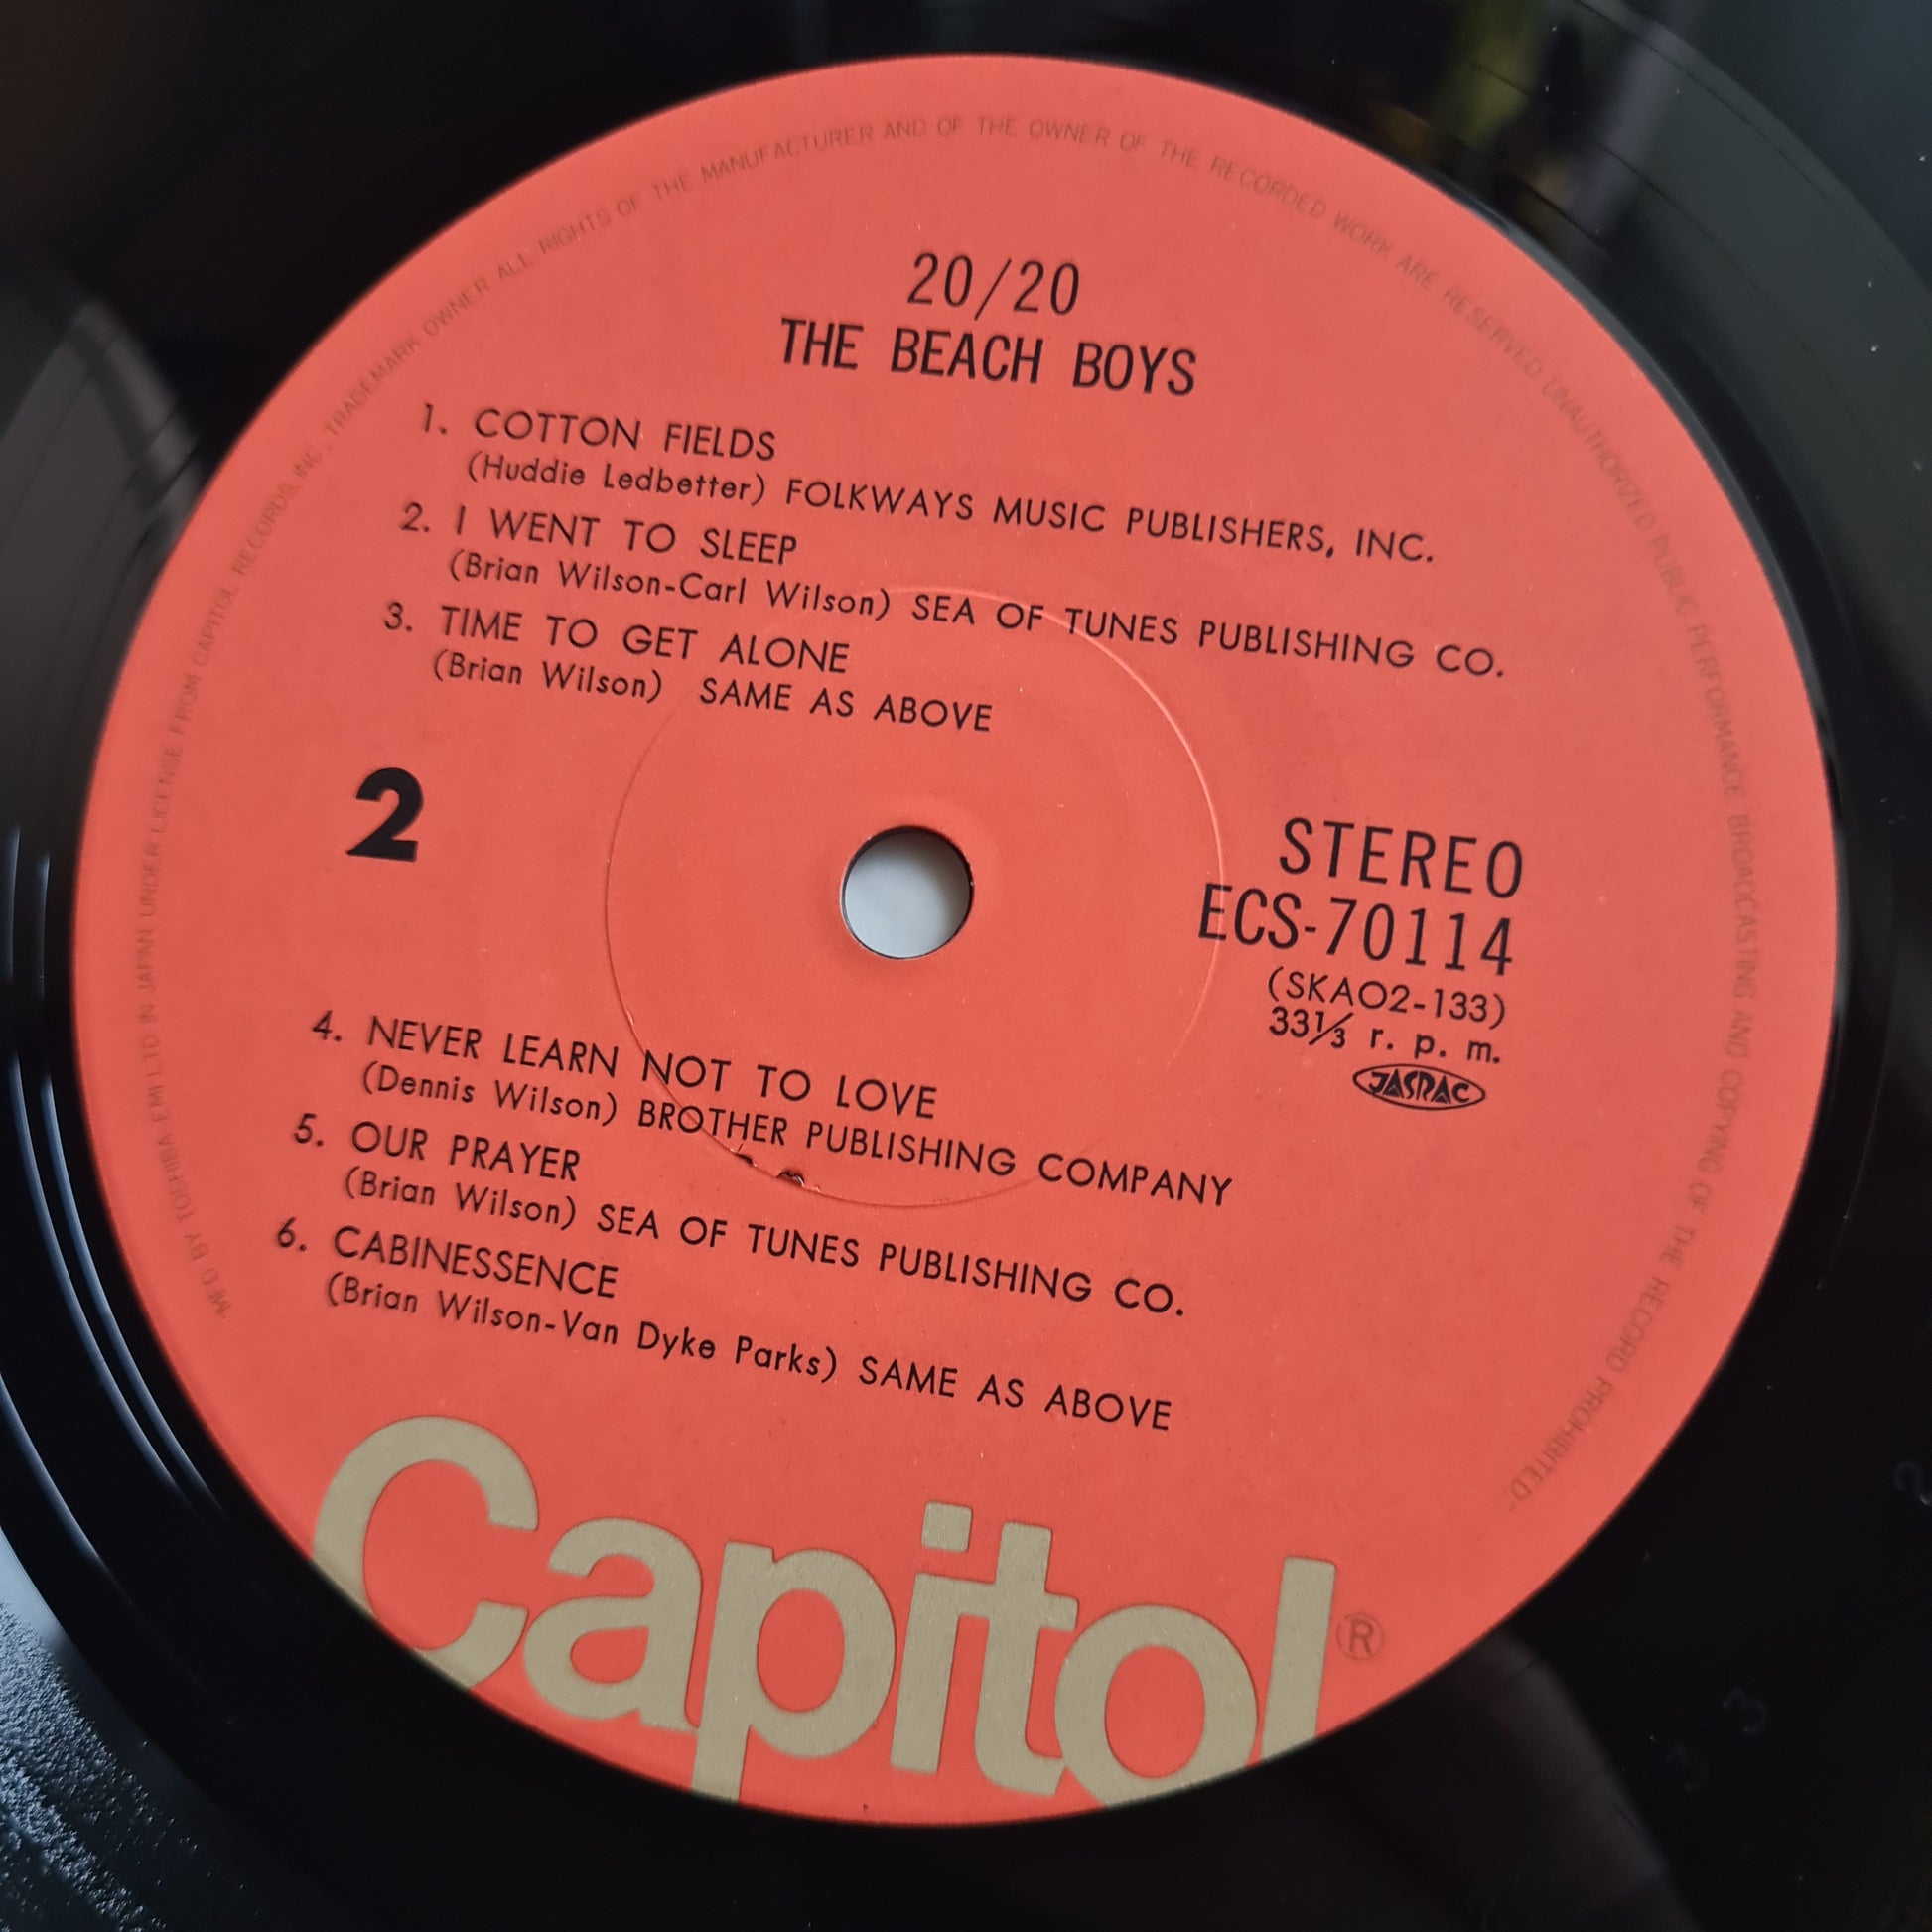 MFD BY TOSHIBA EMI LTD IN JAPAN UNDER LICENSE FROM CAPITOL RECORDS, INC., TRADEMARK OWNER ALL RIGHTS OF THE MANUFACTURER AND OF THE OWNER OF THE RECORDED WORK ARE RESERVED UNAUTHORIZED PUBLIC PERFORMANCE BROADCASTING AND COPYING OF THE RECORD PROHIBITED.
20/20
THE BEACH BOYS
1. COTTON FIELDS
(Huddie Ledbetter) FOLKWAYS MUSIC PUBLISHERS, INC.
2. I WENT TO SLEEP
(Brian Wilson-Carl Wilson) SEA OF TUNES PUBLISHING CO.
3. TIME TO GET ALONE
(Brian Wilson) SAME AS ABOVE
2
STEREO
ECS-70114
(SKAO2-133)
33⅓ r. p. m.
JASRAC
4. NEVER LEARN NOT TO LOVE
(Dennis Wilson) BROTHER PUBLISHING COMPANY
5. OUR PRAYER
(Brian Wilson) SEA OF TUNES PUBLISHING CO.
6. CABINESSENCE
(Brian Wilson-Van Dyke Parks) SAME AS ABOVE
Capitol®